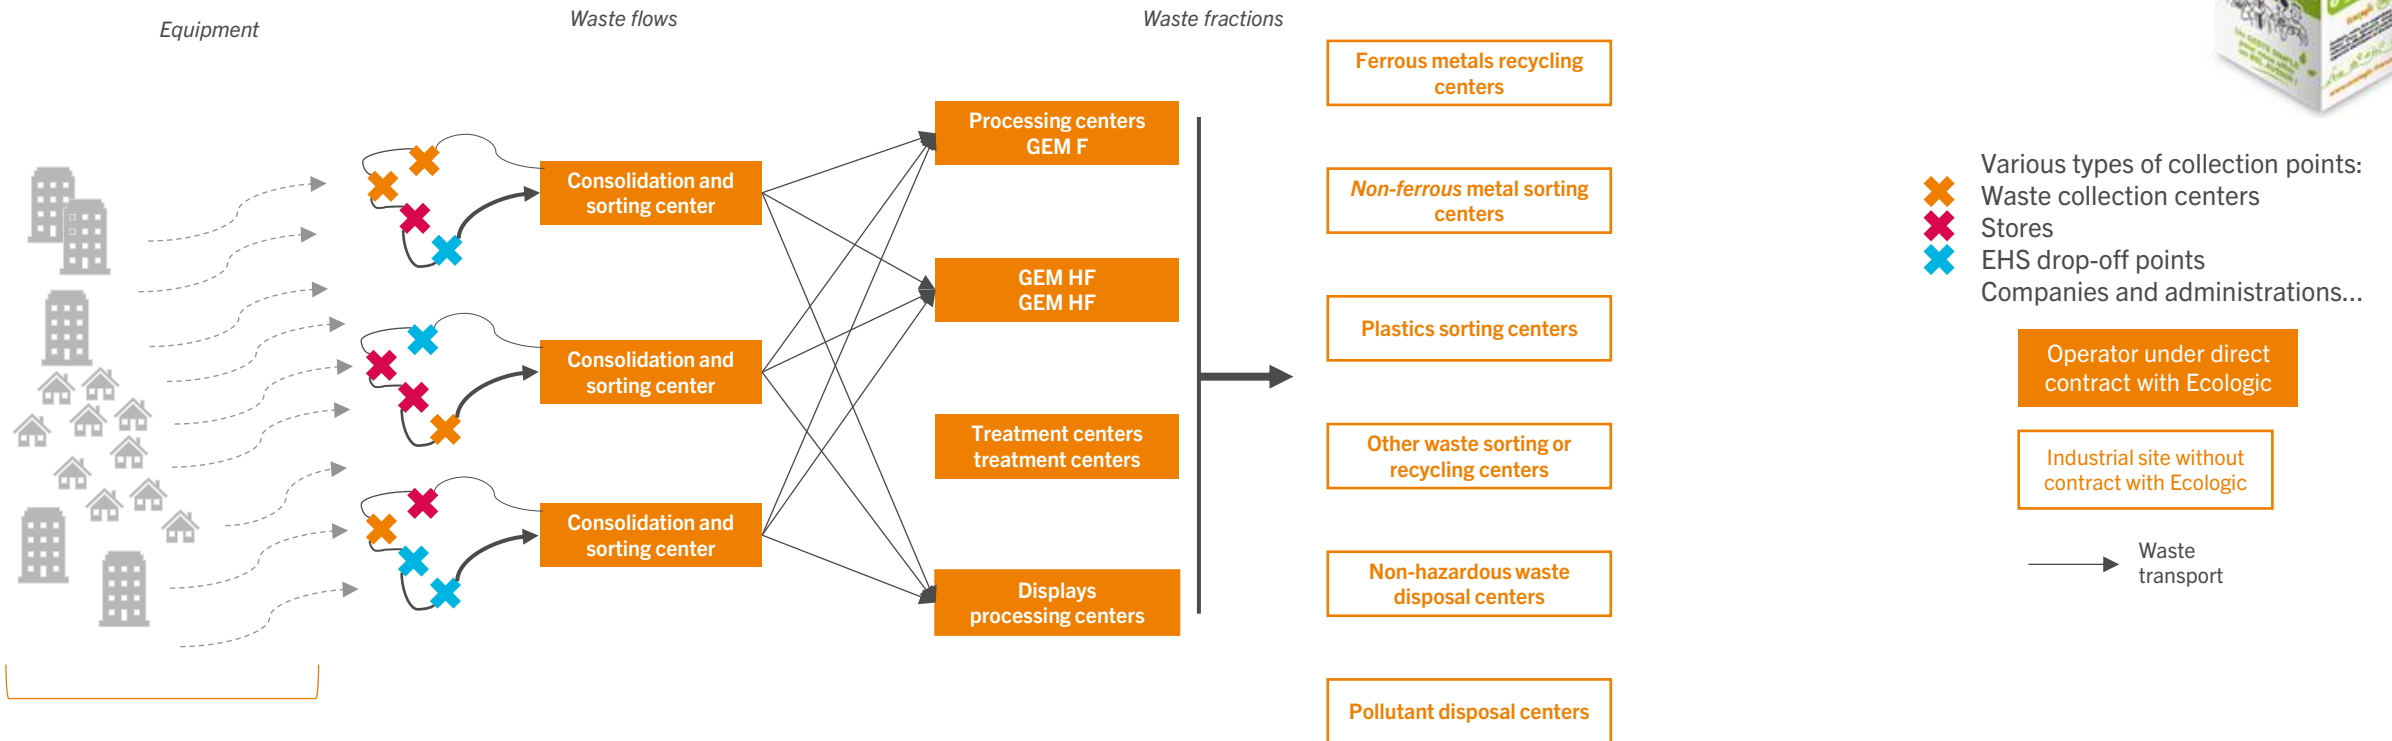 Equipment
Waste flows
Waste fractions
Consolidation and
sorting center
Consolidation and
sorting center
Consolidation and
sorting center
Processing centers
GEM F
GEM HF
GEM HF
Treatment centers
treatment centers
Displays
processing centers
Ferrous metals recycling
centers
Non-ferrous metal sorting
centers
Plastics sorting centers
Other waste sorting or
recycling centers
Non-hazardous waste
disposal centers
Pollutant disposal centers
Various types of collection points:
Waste collection centers
Stores
EHS drop-off points
Companies and administrations...
Operator under direct
contract with Ecologic
Industrial site without
contract with Ecologic
Waste
transport